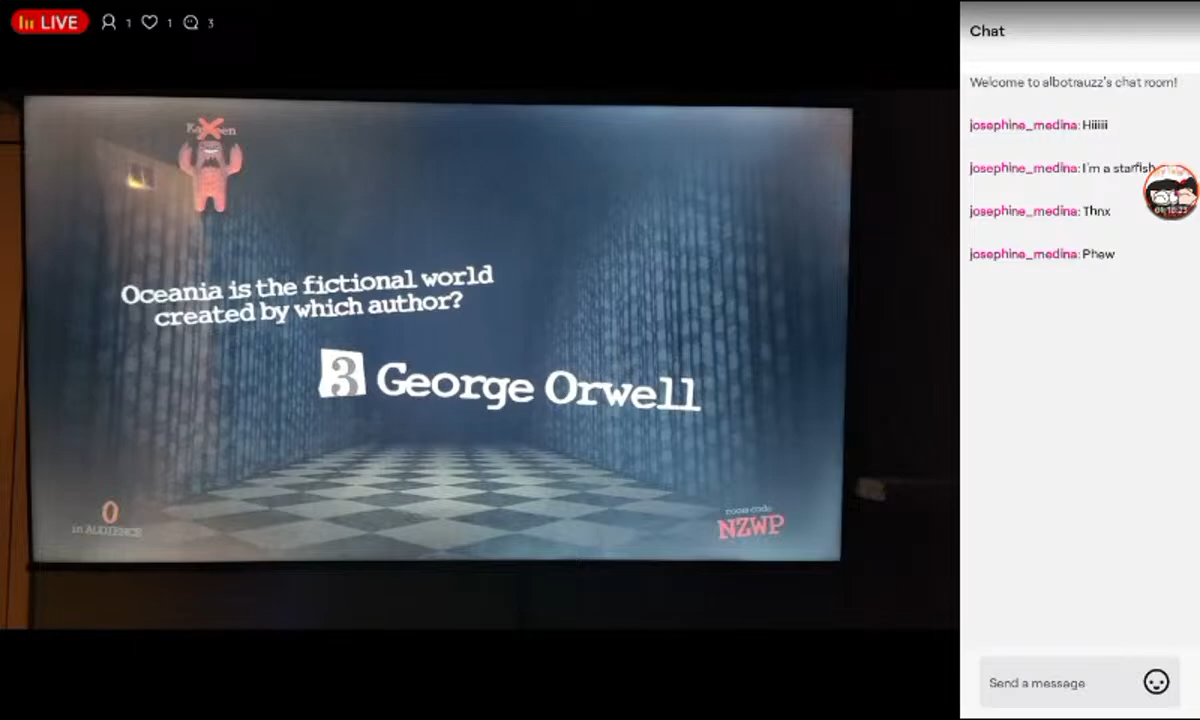 LIVE 1 1 3
Chat
Welcome to albotrauzz's chat room!
josephine_medina: Hiiiiii
josephine_medina: I'm a starfish
josephine_medina: Thnx
josephine_medina: Phew
Oceania is the fictional world
created by which author?
3 George Orwell
0
in AUDIENCE
room code
NZWP
Send a message